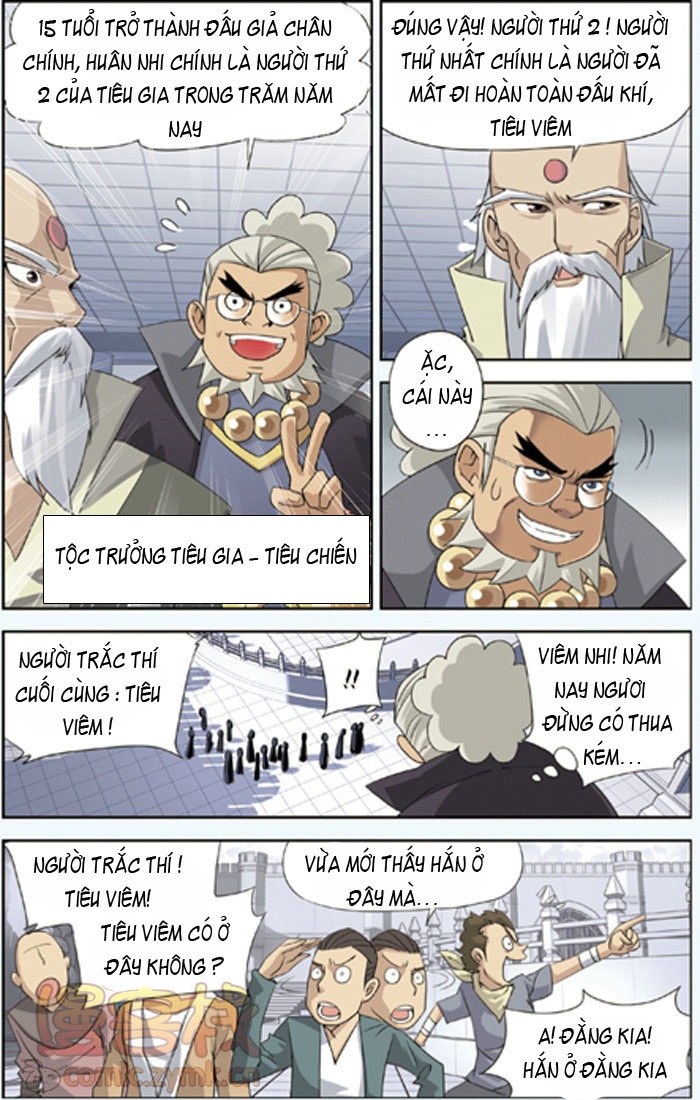 15 TUỔI TRỞ THÀNH ĐẤU GIẢ CHÂN
CHÍNH, HUÂN NHI CHÍNH LÀ NGƯỜI THỨ
2 CỦA TIÊU GIA TRONG TRĂM NĂM
NAY
ĐÚNG VẬY! NGƯỜI THỨ 2! NGƯỜI
THỨ NHẤT CHÍNH LÀ NGƯỜI ĐÃ
MẤT ĐI HOÀN TOÀN ĐẤU KHÍ,
TIÊU VIÊM
ẶC,
CÁI NÀY
...
TỘC TRƯỞNG TIÊU GIA - TIÊU CHIẾN
NGƯỜI TRẮC THÍ
CUỐI CÙNG : TIÊU
VIÊM !
!!
VIÊM NHI! NĂM
NAY NGƯƠI
ĐỪNG CÓ THUA
KÉM...
NGƯỜI TRẮC THÍ !
TIÊU VIÊM!
TIÊU VIÊM CÓ Ở
ĐÂY KHÔNG ?
VỪA MỚI THẤY HẮN Ở
ĐÂY MÀ...
A! ĐẰNG KIA!
HẮN Ở ĐẰNG KIA
漫客栈
comic.zymk.cn